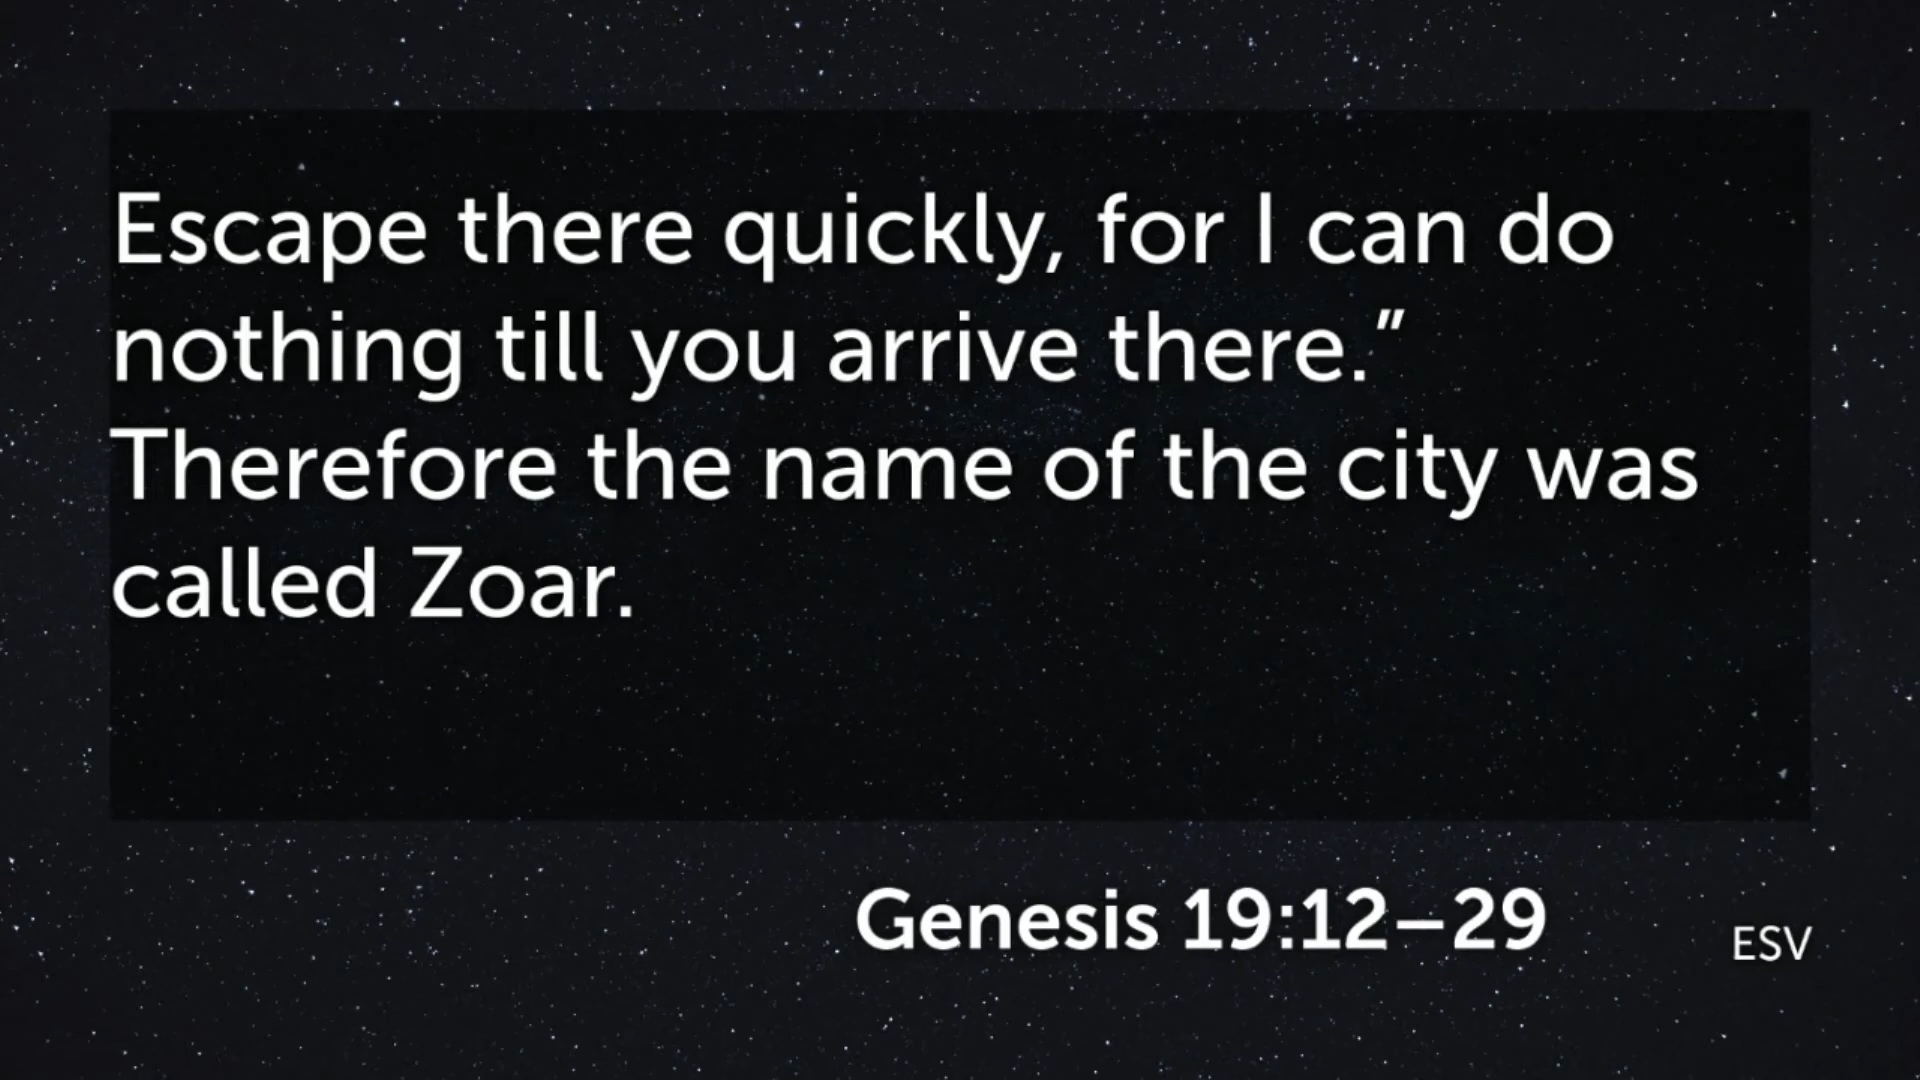 Escape there quickly, for I can do
nothing till you arrive there.”
Therefore the name of the city was
called Zoar.
Genesis 19:12–29
ESV